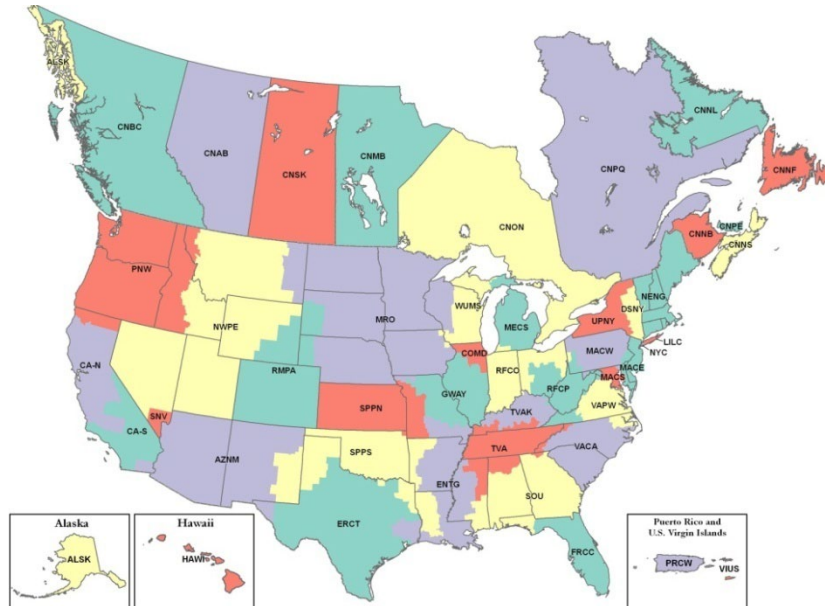 ALSK
CNBC
CNAB
CNSK
CNMB
CNON
CNPQ
CNNL
CNNF
CNNB
CNPE
CNNS
PNW
NWPE
MRO
WUMS
MECS
UPNY
DSNY
NENG
LILC
NYC
CA-N
RMPA
COMD
RFCO
MACW
MACE
MACS
GWAY
RFCP
VAPW
CA-S
SNV
SPPN
TVAK
AZNM
SPPS
TVA
VACA
ENTG
SOU
ERCT
FRCC
Alaska
ALSK
Hawaii
HAWI
Puerto Rico and
U.S. Virgin Islands
PRCW
VIUS